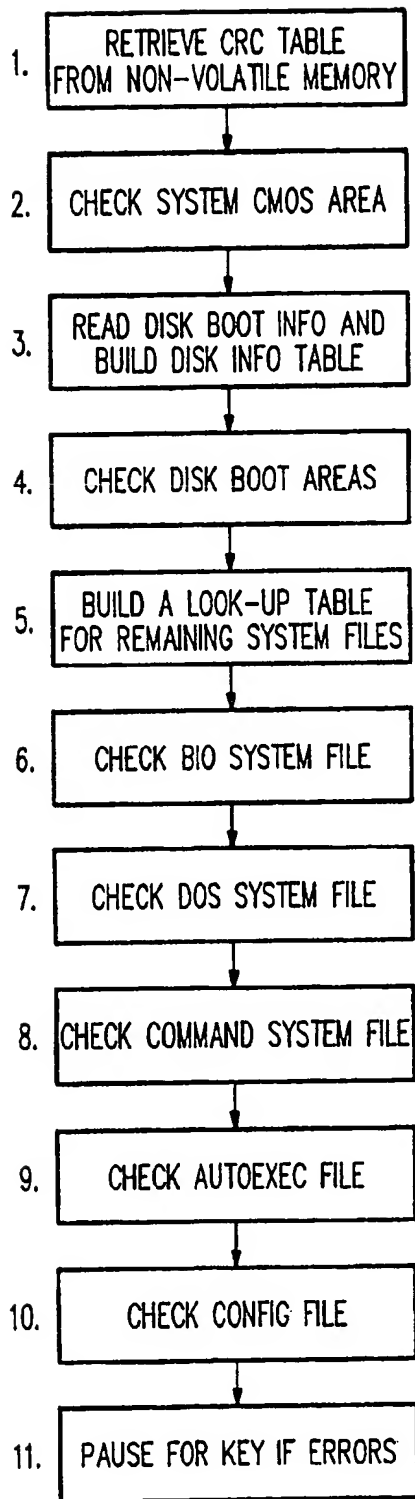 1. RETRIEVE CRC TABLE
FROM NON-VOLATILE MEMORY
2. CHECK SYSTEM CMOS AREA
3. READ DISK BOOT INFO AND
BUILD DISK INFO TABLE
4. CHECK DISK BOOT AREAS
5. BUILD A LOOK-UP TABLE
FOR REMAINING SYSTEM FILES
6. CHECK BIO SYSTEM FILE
7. CHECK DOS SYSTEM FILE
8. CHECK COMMAND SYSTEM FILE
9. CHECK AUTOEXEC FILE
10. CHECK CONFIG FILE
11. PAUSE FOR KEY IF ERRORS